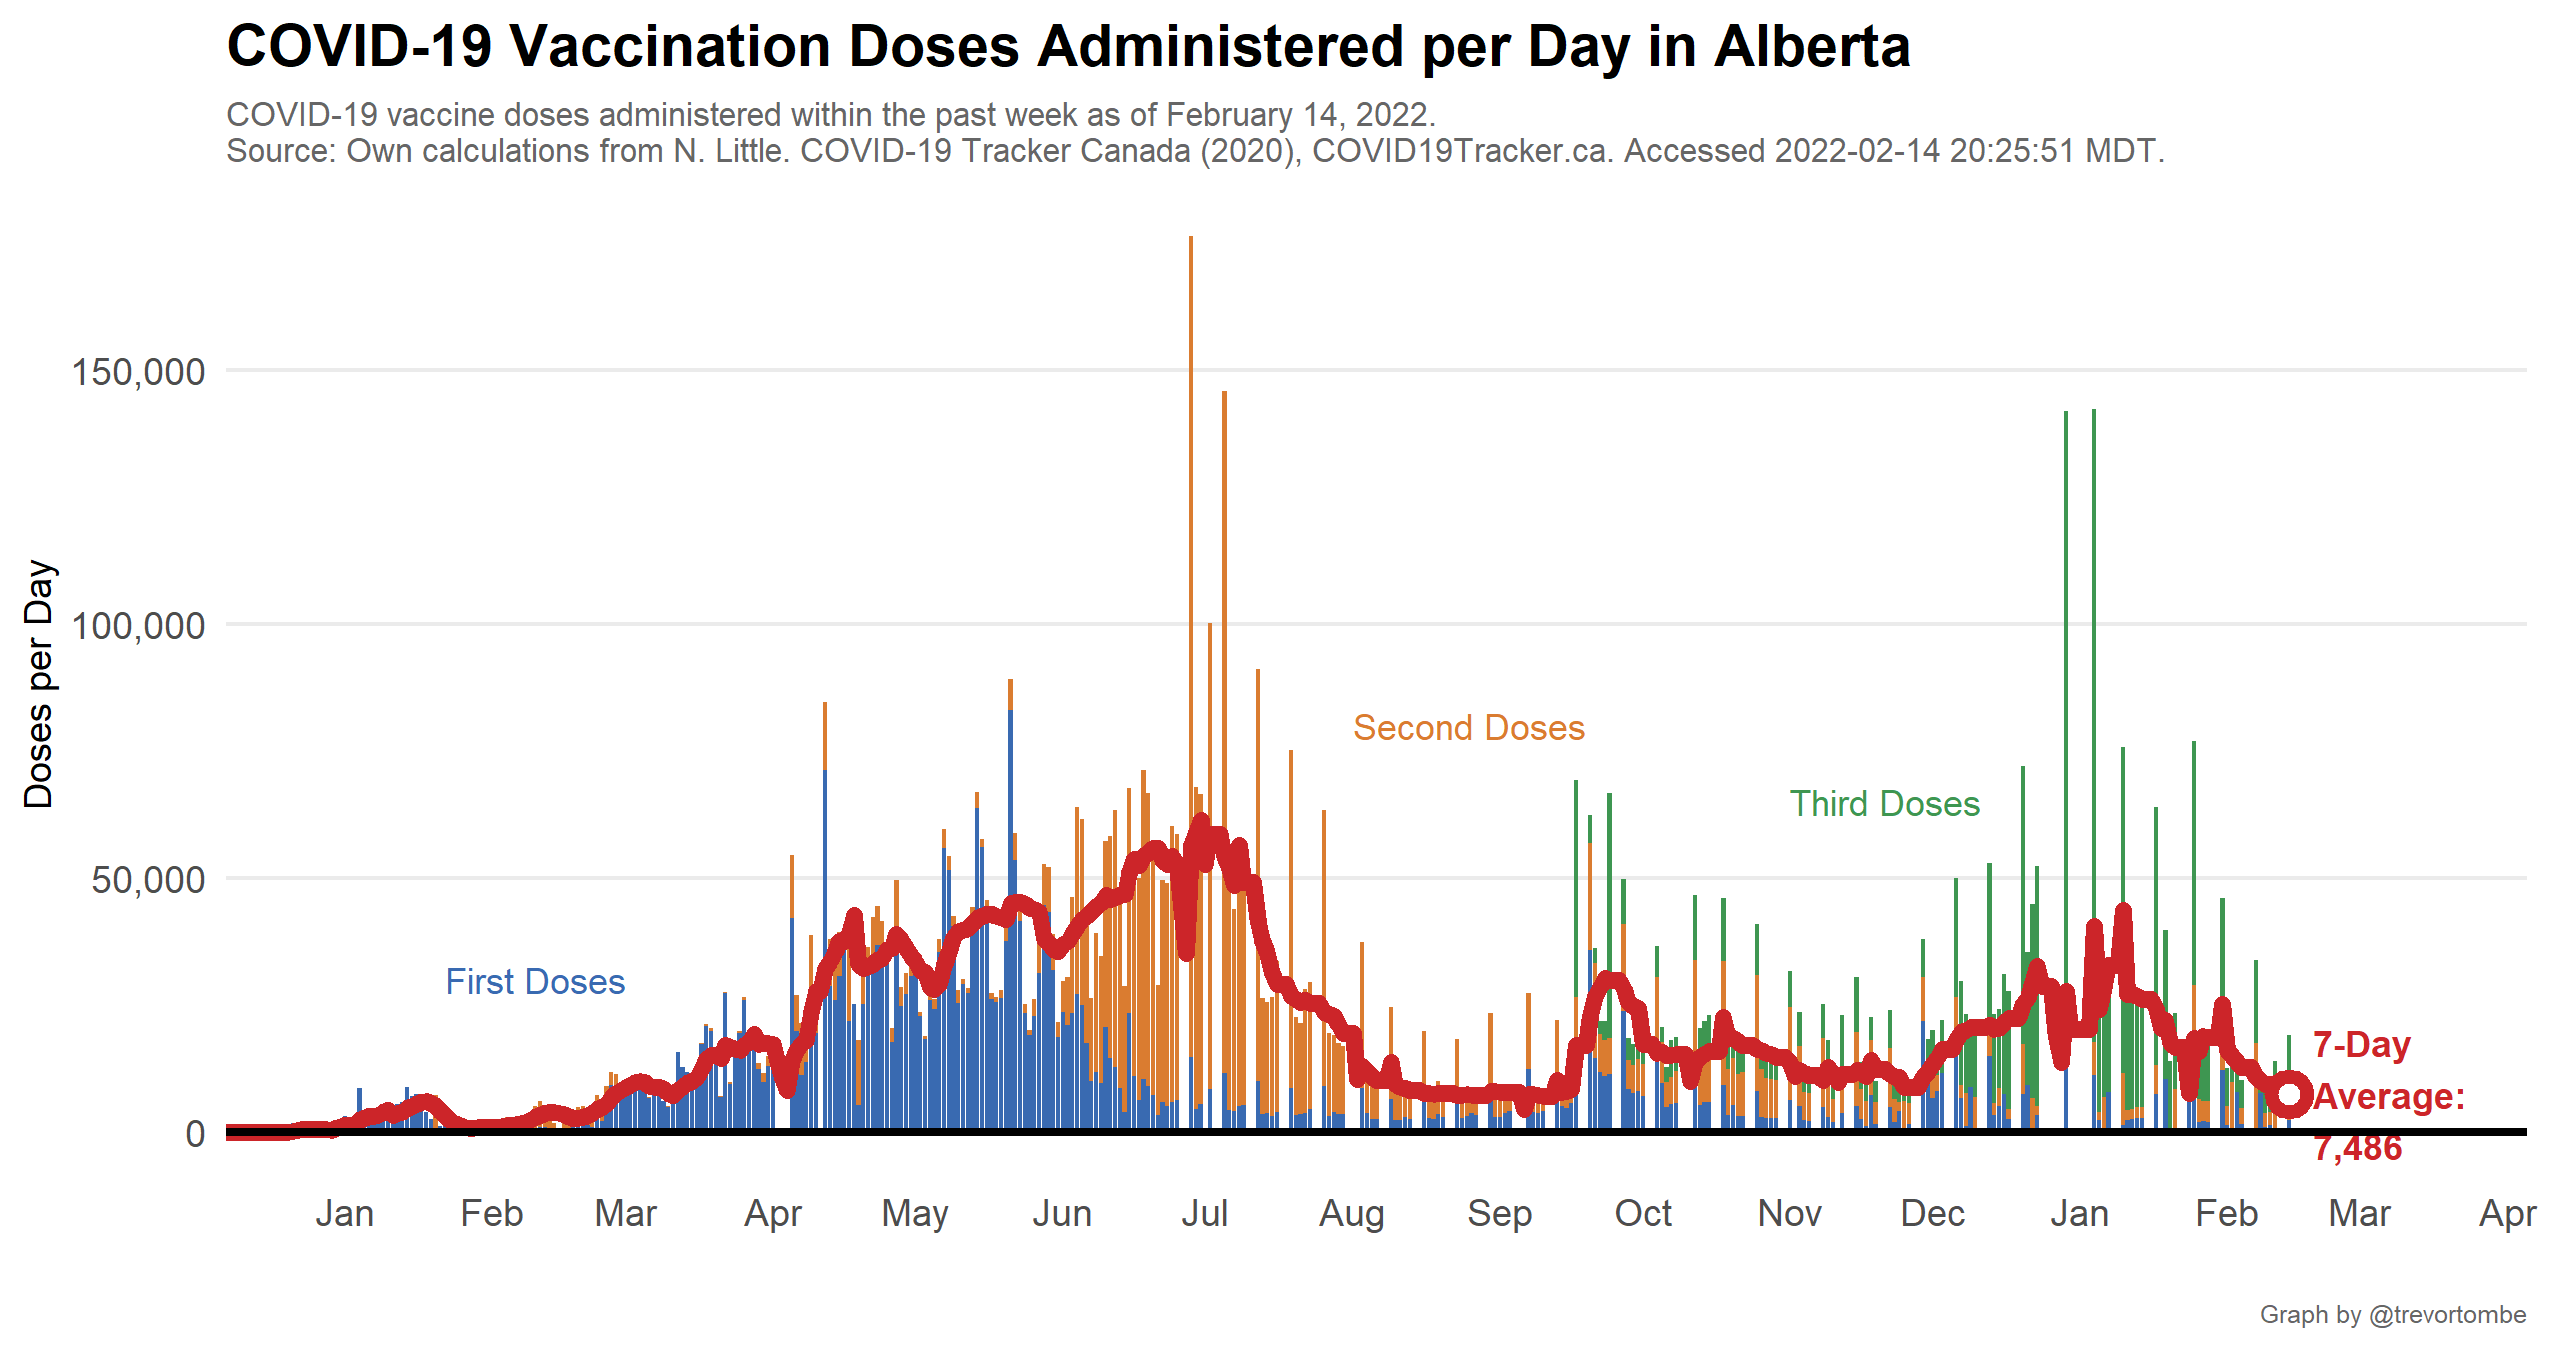 COVID-19 Vaccination Doses Administered per Day in Alberta
COVID-19 vaccine doses administered within the past week as of February 14, 2022.
Source: Own calculations from N. Little. COVID-19 Tracker Canada (2020), COVID19Tracker.ca. Accessed 2022-02-14 20:25:51 MDT.
Doses per Day
150,000
100,000
50,000
0
First Doses
Second Doses
Third Doses
7-Day
Average:
7,486
Jan Feb Mar Apr May Jun Jul Aug Sep Oct Nov Dec Jan Feb Mar Apr
Graph by @trevortombe